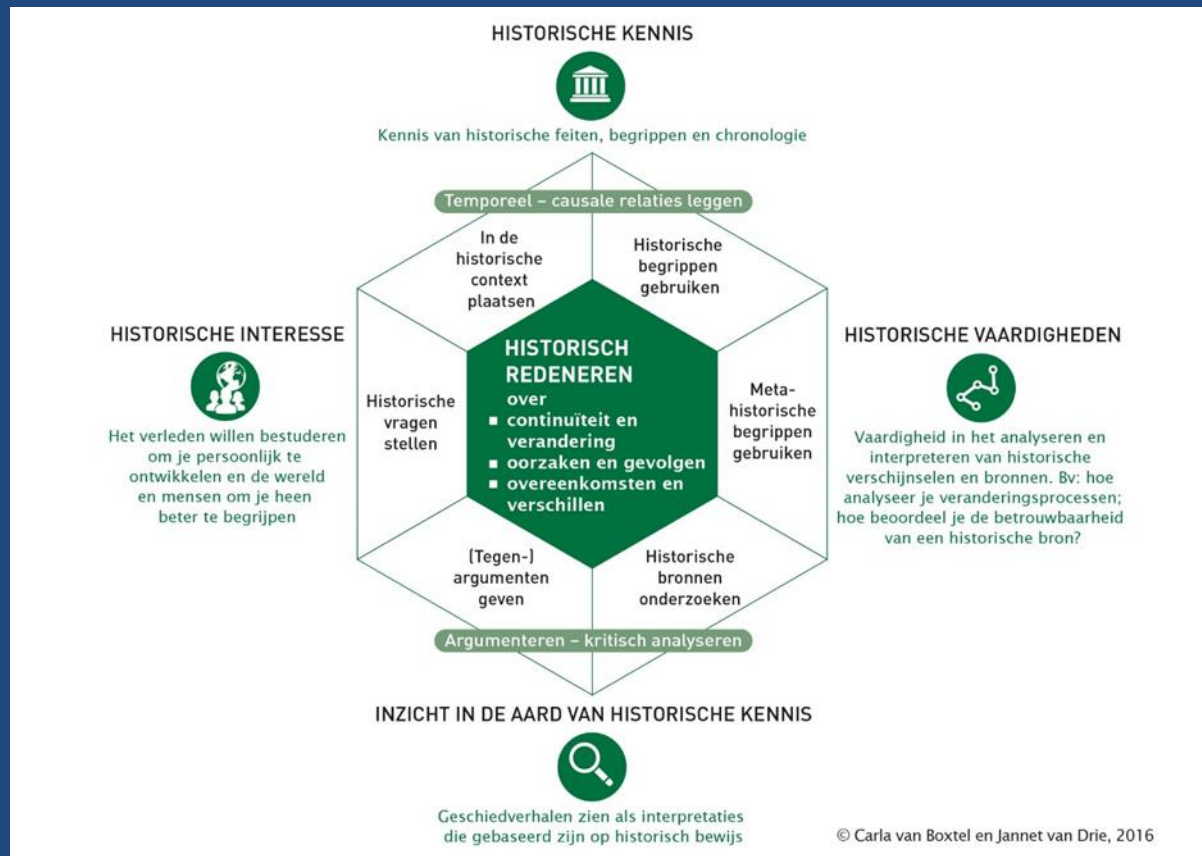 HISTORISCHE KENNIS
Kennis van historische feiten, begrippen en chronologie
Temporeel – causale relaties leggen
In de
historische
context
plaatsen
Historische
begrippen
gebruiken
HISTORISCHE INTERESSE
Het verleden willen bestuderen
om je persoonlijk te
ontwikkelen en de wereld
en mensen om je heen
beter te begrijpen
Historische
vragen
stellen
HISTORISCH
REDENEREN
over
▪ continuïteit en
verandering
▪ oorzaken en gevolgen
▪ overeenkomsten en
verschillen
Meta-
historische
begrippen
gebruiken
HISTORISCHE VAARDIGHEDEN
Vaardigheid in het analyseren en
interpreteren van historische
verschijnselen en bronnen. Bv: hoe
analyseer je veranderingsprocessen;
hoe beoordeel je de betrouwbaarheid
van een historische bron?
(Tegen-)
argumenten
geven
Historische
bronnen
onderzoeken
Argumenteren – kritisch analyseren
INZICHT IN DE AARD VAN HISTORISCHE KENNIS
Geschiedverhalen zien als interpretaties
die gebaseerd zijn op historisch bewijs
© Carla van Boxtel en Jannet van Drie, 2016